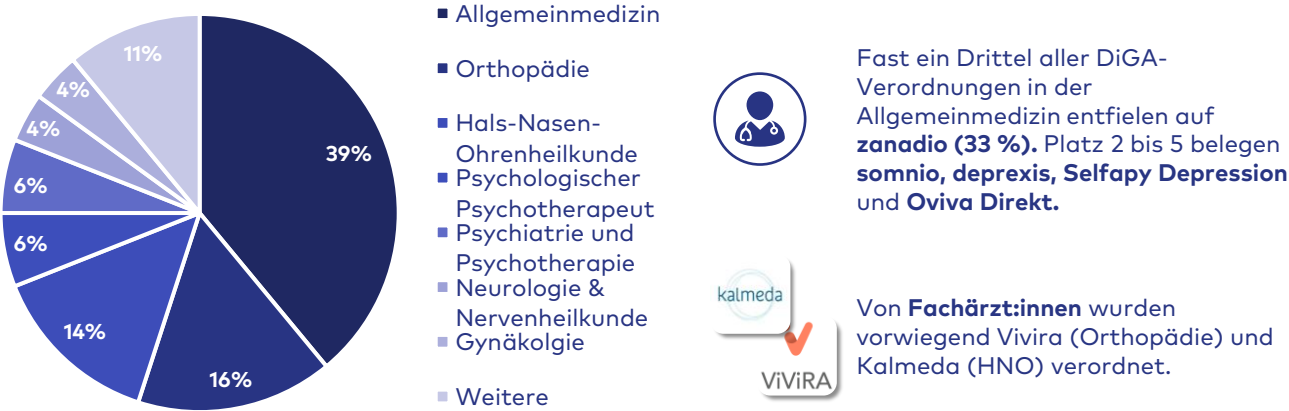 39%
16%
14%
6%
6%
4%
4%
11%
Allgemeinmedizin
Orthopädie
Hals-Nasen-
Ohrenheilkunde
Psychologischer
Psychotherapeut
Psychiatrie und
Psychotherapie
Neurologie &
Nervenheilkunde
Gynäkolgie
Weitere
Fast ein Drittel aller DiGA-
Verordnungen in der
Allgemeinmedizin entfielen auf
zanadio (33 %). Platz 2 bis 5 belegen
somnio, deprexis, Selfapy Depression
und Oviva Direkt.
kalmeda
ViViRA
Von Fachärzt:innen wurden
vorwiegend Vivira (Orthopädie) und
Kalmeda (HNO) verordnet.